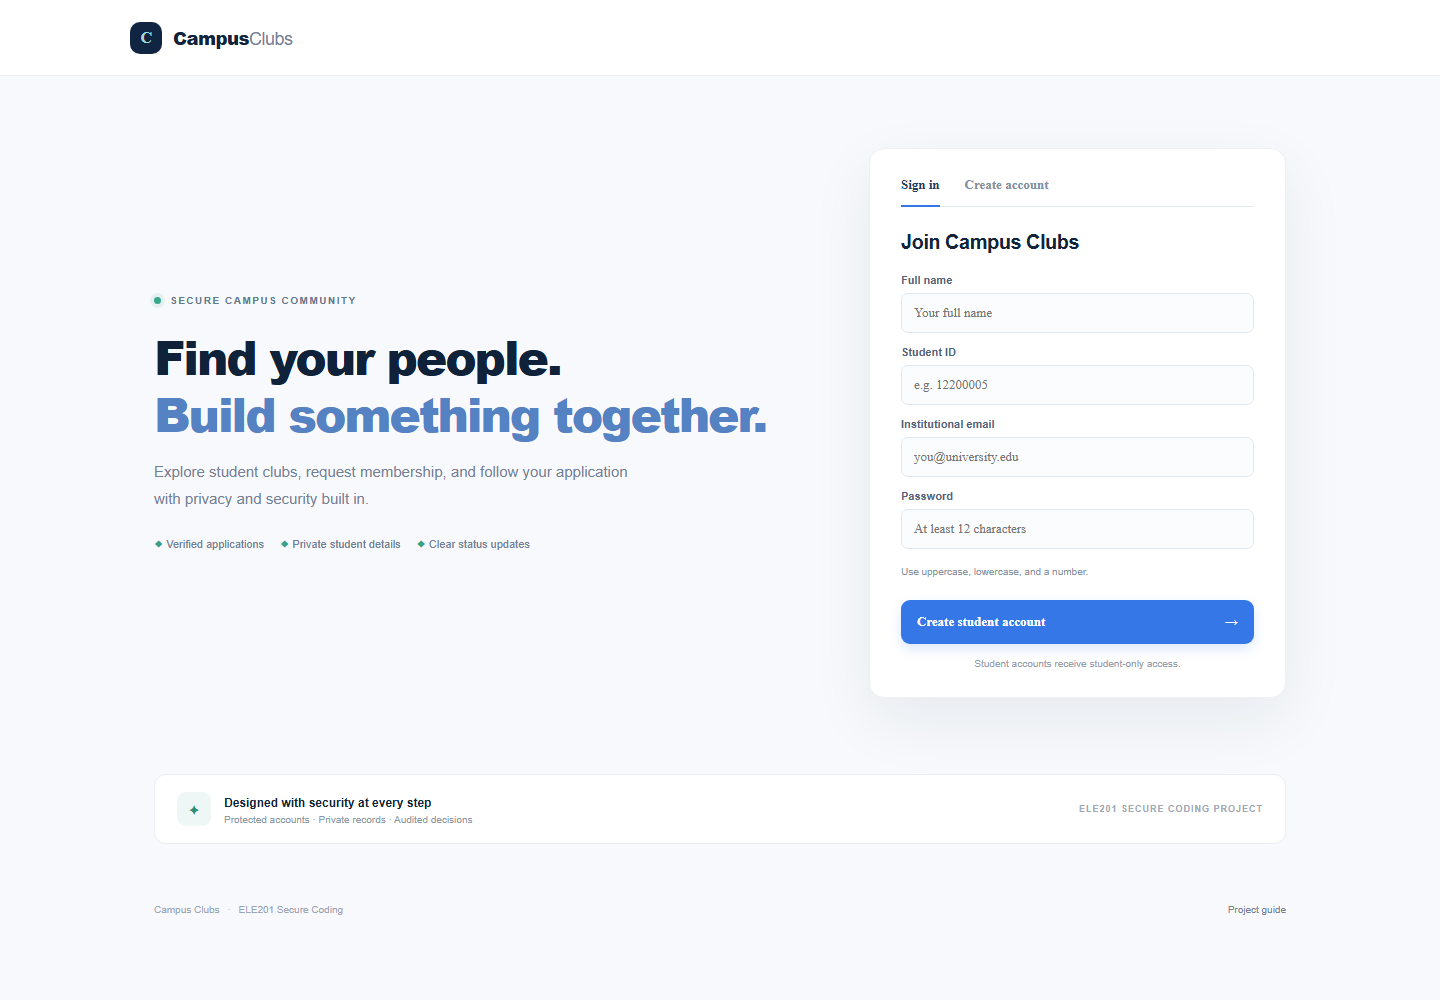 C
CampusClubs
SECURE CAMPUS COMMUNITY
Find your people.
Build something together.
Explore student clubs, request membership, and follow your application
with privacy and security built in.
Verified applications
Private student details
Clear status updates
Sign in
Create account
Join Campus Clubs
Full name
Your full name
Student ID
e.g. 12200005
Institutional email
you@university.edu
Password
At least 12 characters
Use uppercase, lowercase, and a number.
Create student account →
Student accounts receive student-only access.
Designed with security at every step
Protected accounts · Private records · Audited decisions
ELE201 SECURE CODING PROJECT
Campus Clubs · ELE201 Secure Coding
Project guide